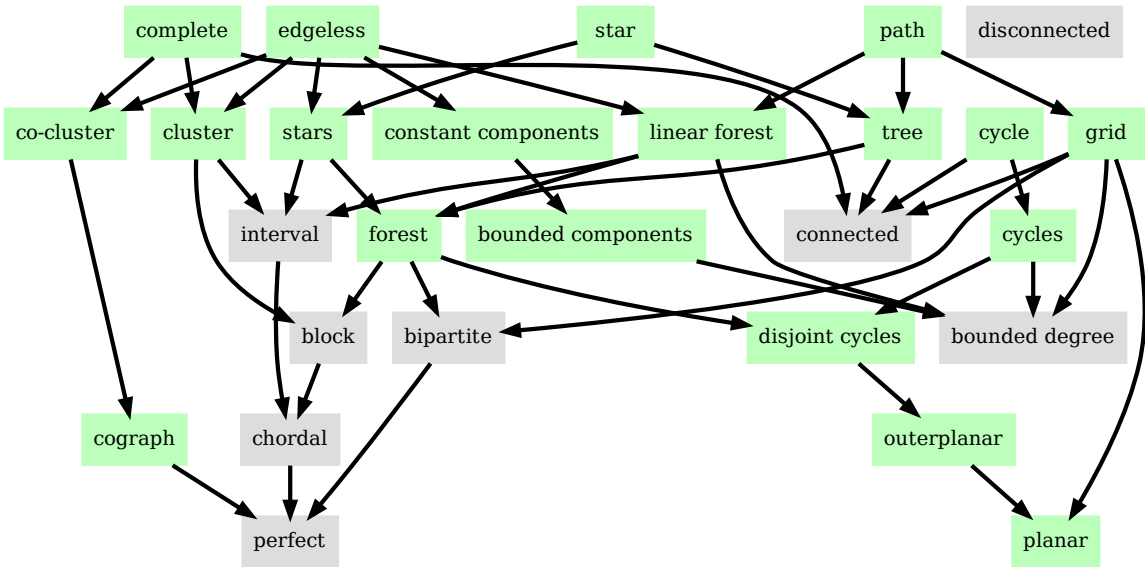 complete
edgeless
star
path
disconnected
co-cluster
cluster
stars
constant components
linear forest
tree
cycle
grid
interval
forest
bounded components
connected
cycles
block
bipartite
disjoint cycles
bounded degree
cograph
chordal
outerplanar
perfect
planar